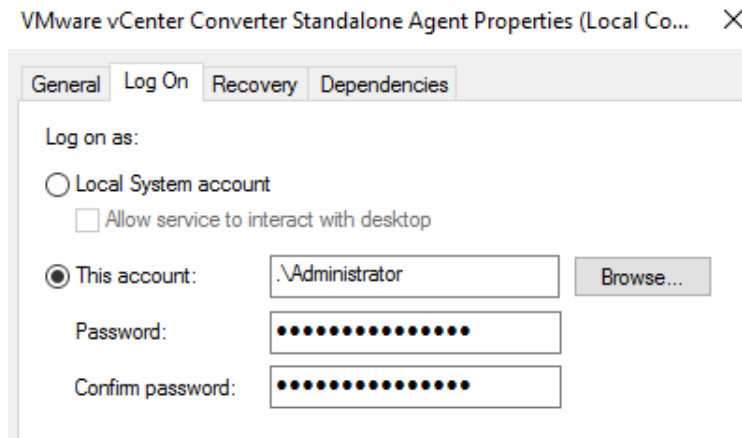 VMware vCenter Converter Standalone Agent Properties (Local Co...
General Log On Recovery Dependencies
Log on as:
Local System account
Allow service to interact with desktop
This account: .\Administrator Browse...
Password: •••••••••••••••
Confirm password: •••••••••••••••